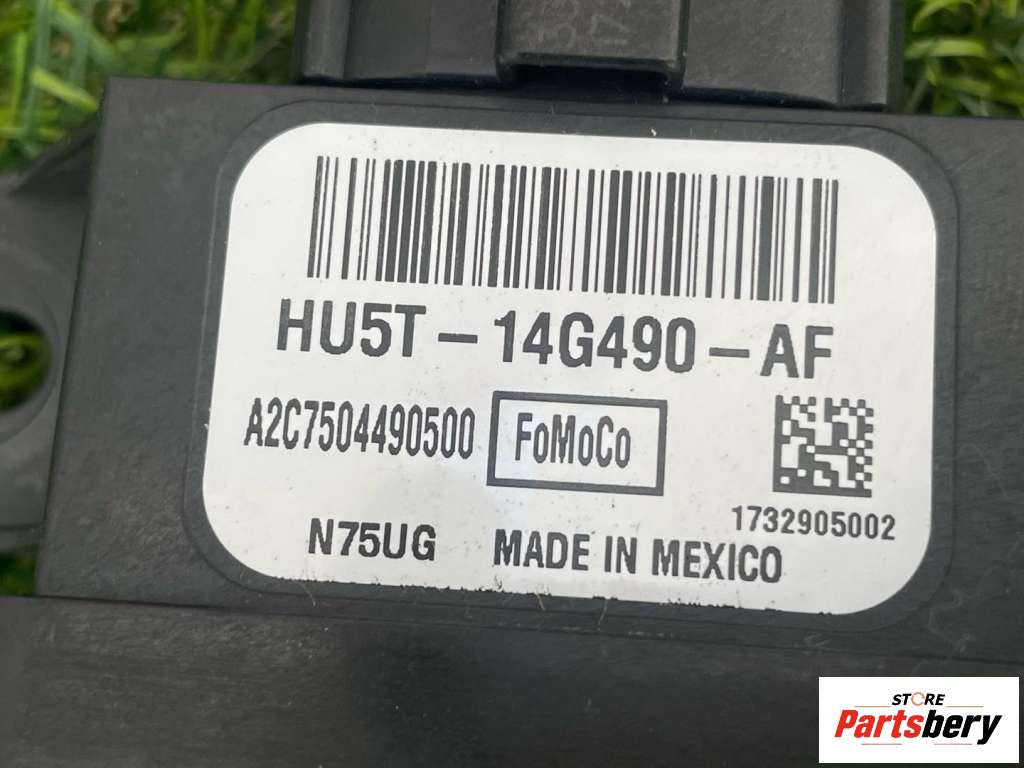 HU5T-14G490-AF
A2C7504490500 FoMoCo
1732905002
N75UG MADE IN MEXICO
STORE
Partsbery